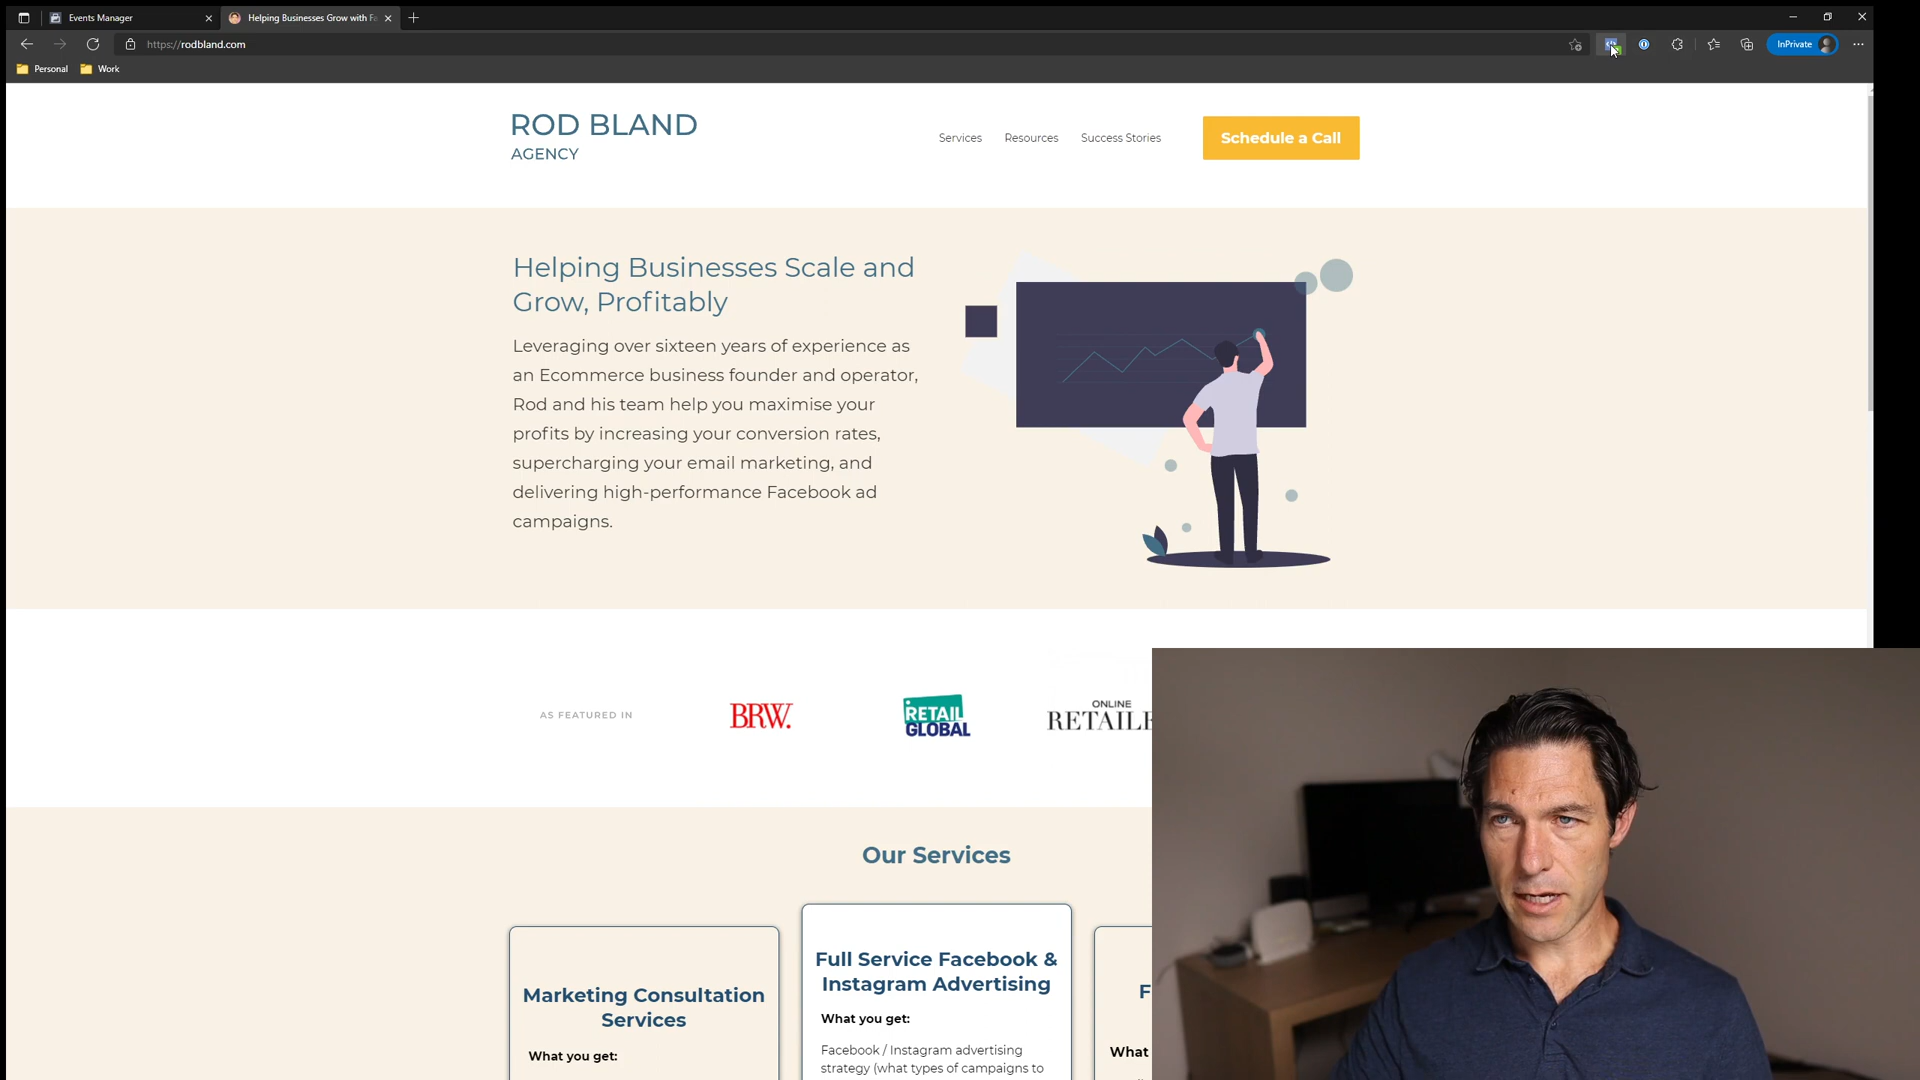 Events Manager
Helping Businesses Grow with Fa
https://rodbland.com
InPrivate
Personal
Work
ROD BLAND
AGENCY
Services
Resources
Success Stories
Schedule a Call
Helping Businesses Scale and
Grow, Profitably
Leveraging over sixteen years of experience as
an Ecommerce business founder and operator,
Rod and his team help you maximise your
profits by increasing your conversion rates,
supercharging your email marketing, and
delivering high-performance Facebook ad
campaigns.
AS FEATURED IN
BRW.
RETAIL
GLOBAL
ONLINE
RETAILE
Our Services
Marketing Consultation
Services
What you get:
Full Service Facebook &
Instagram Advertising
What you get:
Facebook / Instagram advertising
strategy (what types of campaigns to
F
What